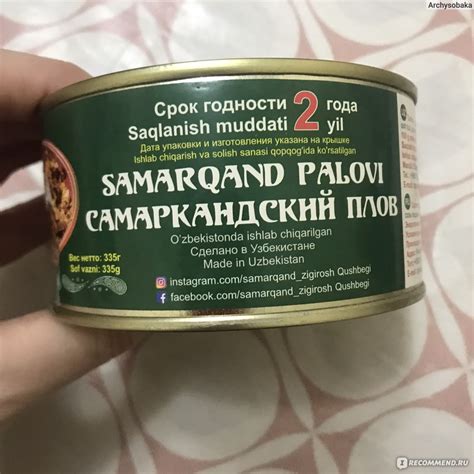 Archysobaka
Срок годности 2 года
Saqlanish muddati 2 yil
Дата упаковки и изготовления указана на крышке
Ishlab chiqarish va solish sanasi qopqog'ida ko'rsatilgan
SAMARQAND PALOVI
САМАРКАНДСКИЙ ПЛОВ
O'zbekistonda ishlab chiqarilgan
Сделано в Узбекистане
Made in Uzbekistan
Вес нетто: 335г
Sof vazni: 335g
instagram.com/samarqand_zigirosh Qushbegi
facebook.com/samarqand_zigirosh Qushbegi
IRECOMMEND.RU